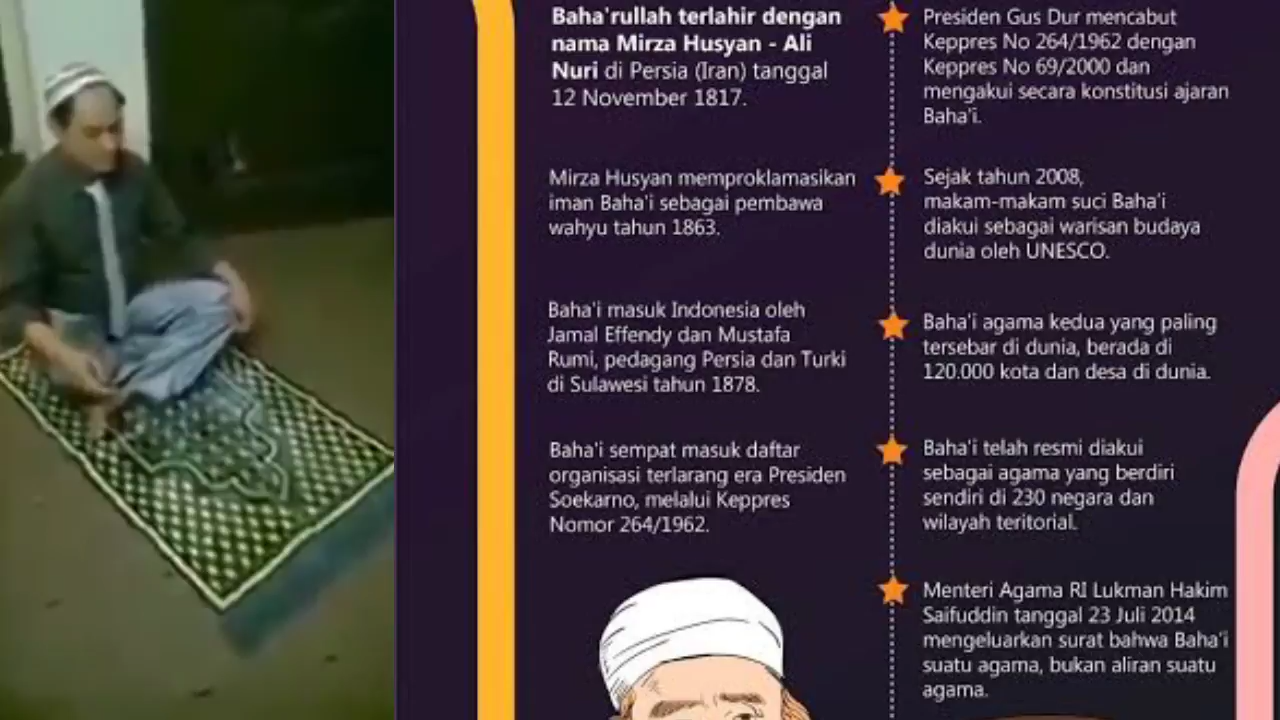 Baha'rullah terlahir dengan
nama Mirza Husyan - Ali
Nuri di Persia (Iran) tanggal
12 November 1817.
Mirza Husyan memproklamasikan
iman Baha'i sebagai pembawa
wahyu tahun 1863.
Baha'i masuk Indonesia oleh
Jamal Effendy dan Mustafa
Rumi, pedagang Persia dan Turki
di Sulawesi tahun 1878.
Baha'i sempat masuk daftar
organisasi terlarang era Presiden
Soekarno, melalui Keppres
Nomor 264/1962.
Presiden Gus Dur mencabut
Keppres No 264/1962 dengan
Keppres No 69/2000 dan
mengakui secara konstitusi ajaran
Baha'i.
Sejak tahun 2008,
makam-makam suci Baha'i
diakui sebagai warisan budaya
dunia oleh UNESCO.
Baha'i agama kedua yang paling
tersebar di dunia, berada di
120.000 kota dan desa di dunia.
Baha'i telah resmi diakui
sebagai agama yang berdiri
sendiri di 230 negara dan
wilayah teritorial.
Menteri Agama RI Lukman Hakim
Saifuddin tanggal 23 Juli 2014
mengeluarkan surat bahwa Baha'i
suatu agama, bukan aliran suatu
agama.